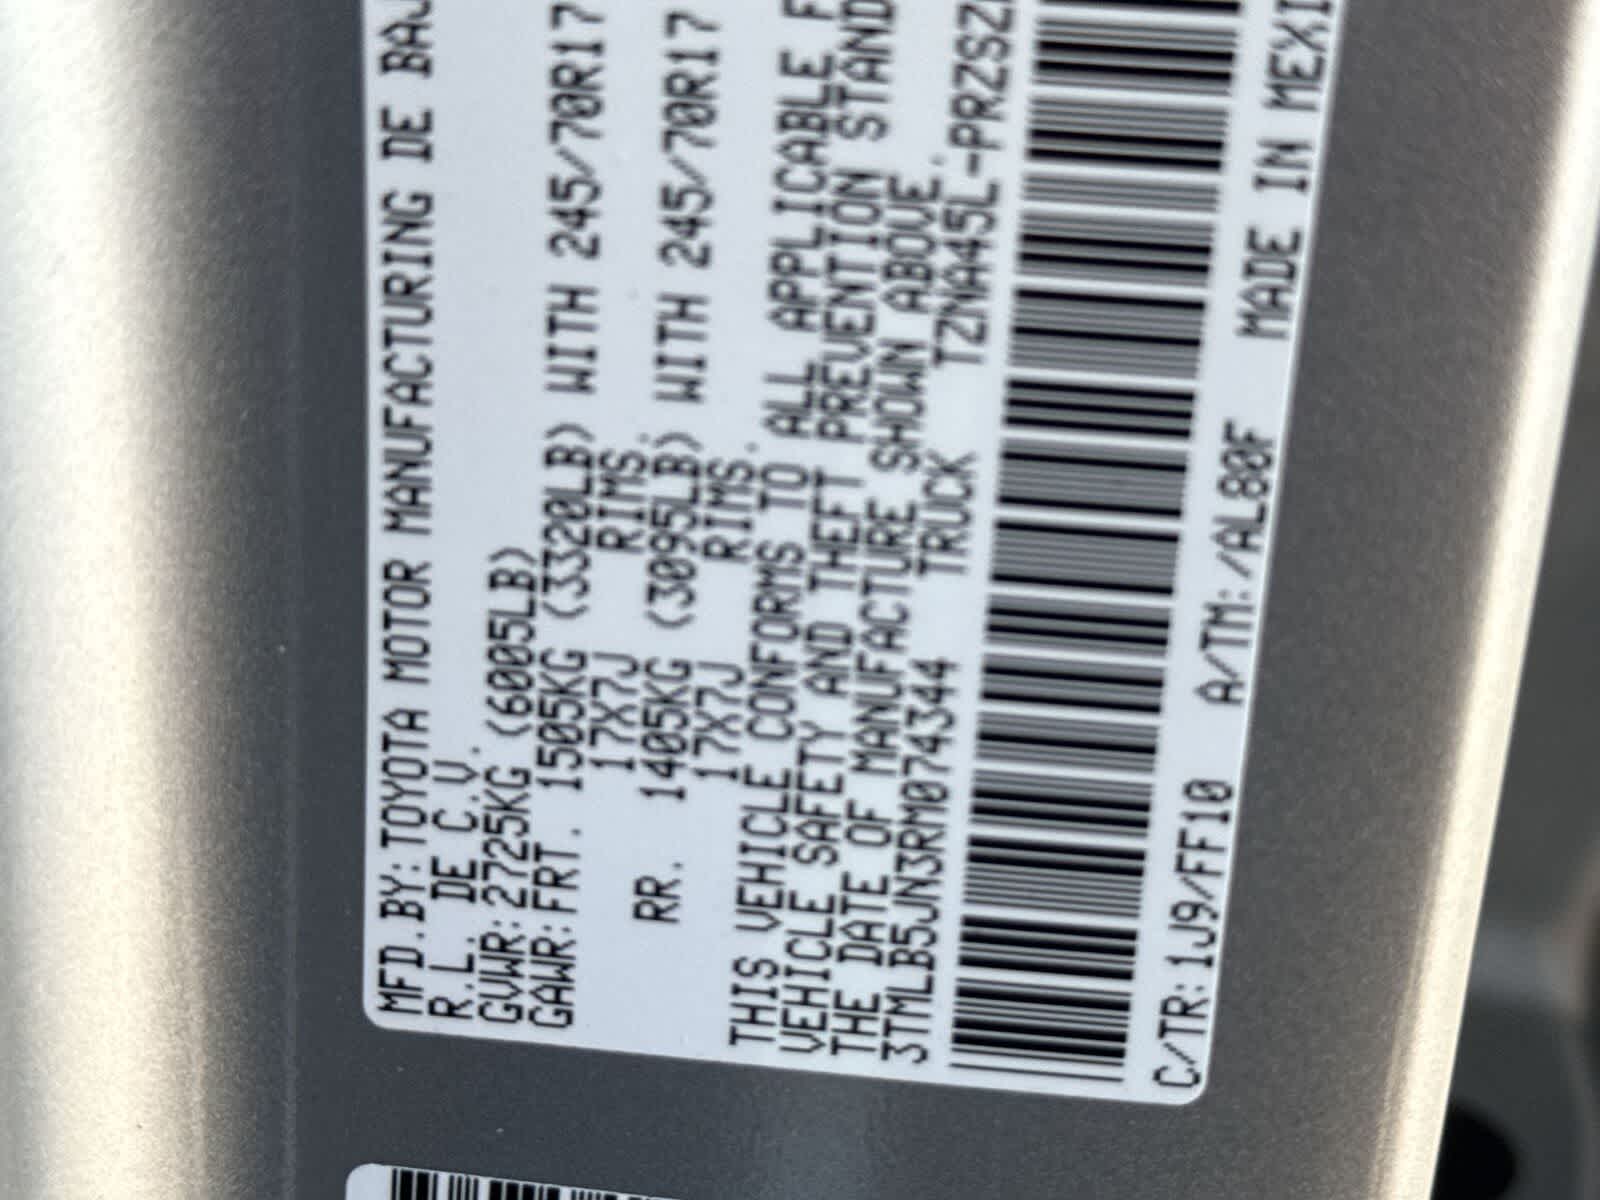 MFD.BY:TOYOTA MOTOR MANUFACTURING DE BAJ
R.L. DE C.V.
GVWR:2725KG (6005LB)
GAWR:FRT. 1505KG (3320LB) WITH 245/70R17
17X7J RIMS.
RR. 1405KG (3095LB) WITH 245/70R17
17X7J RIMS.
THIS VEHICLE CONFORMS TO ALL APPLICABLE F
VEHICLE SAFETY AND THEFT PREVENTION STAND
THE DATE OF MANUFACTURE SHOWN ABOVE.
3TMLB5JN3RM074344 TRUCK TZNA45L-PRZSZ
C/TR:1J9/FF10 A/TM:/AL80F MADE IN MEXI